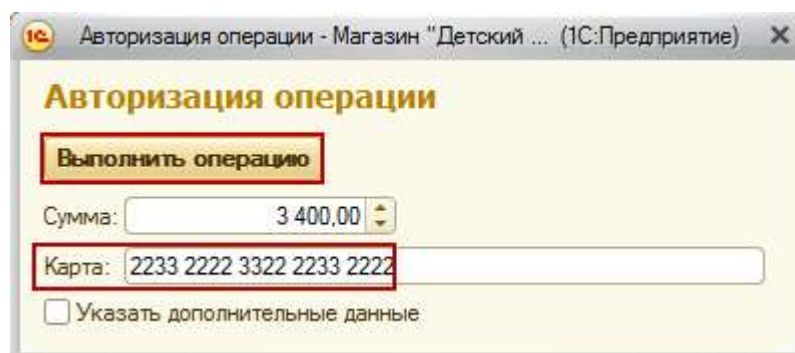 1С Авторизация операции - Магазин "Детский ... (1С:Предприятие)
Авторизация операции
Выполнить операцию
Сумма: 3 400,00
Карта: 2233 2222 3322 2233 2222
Указать дополнительные данные